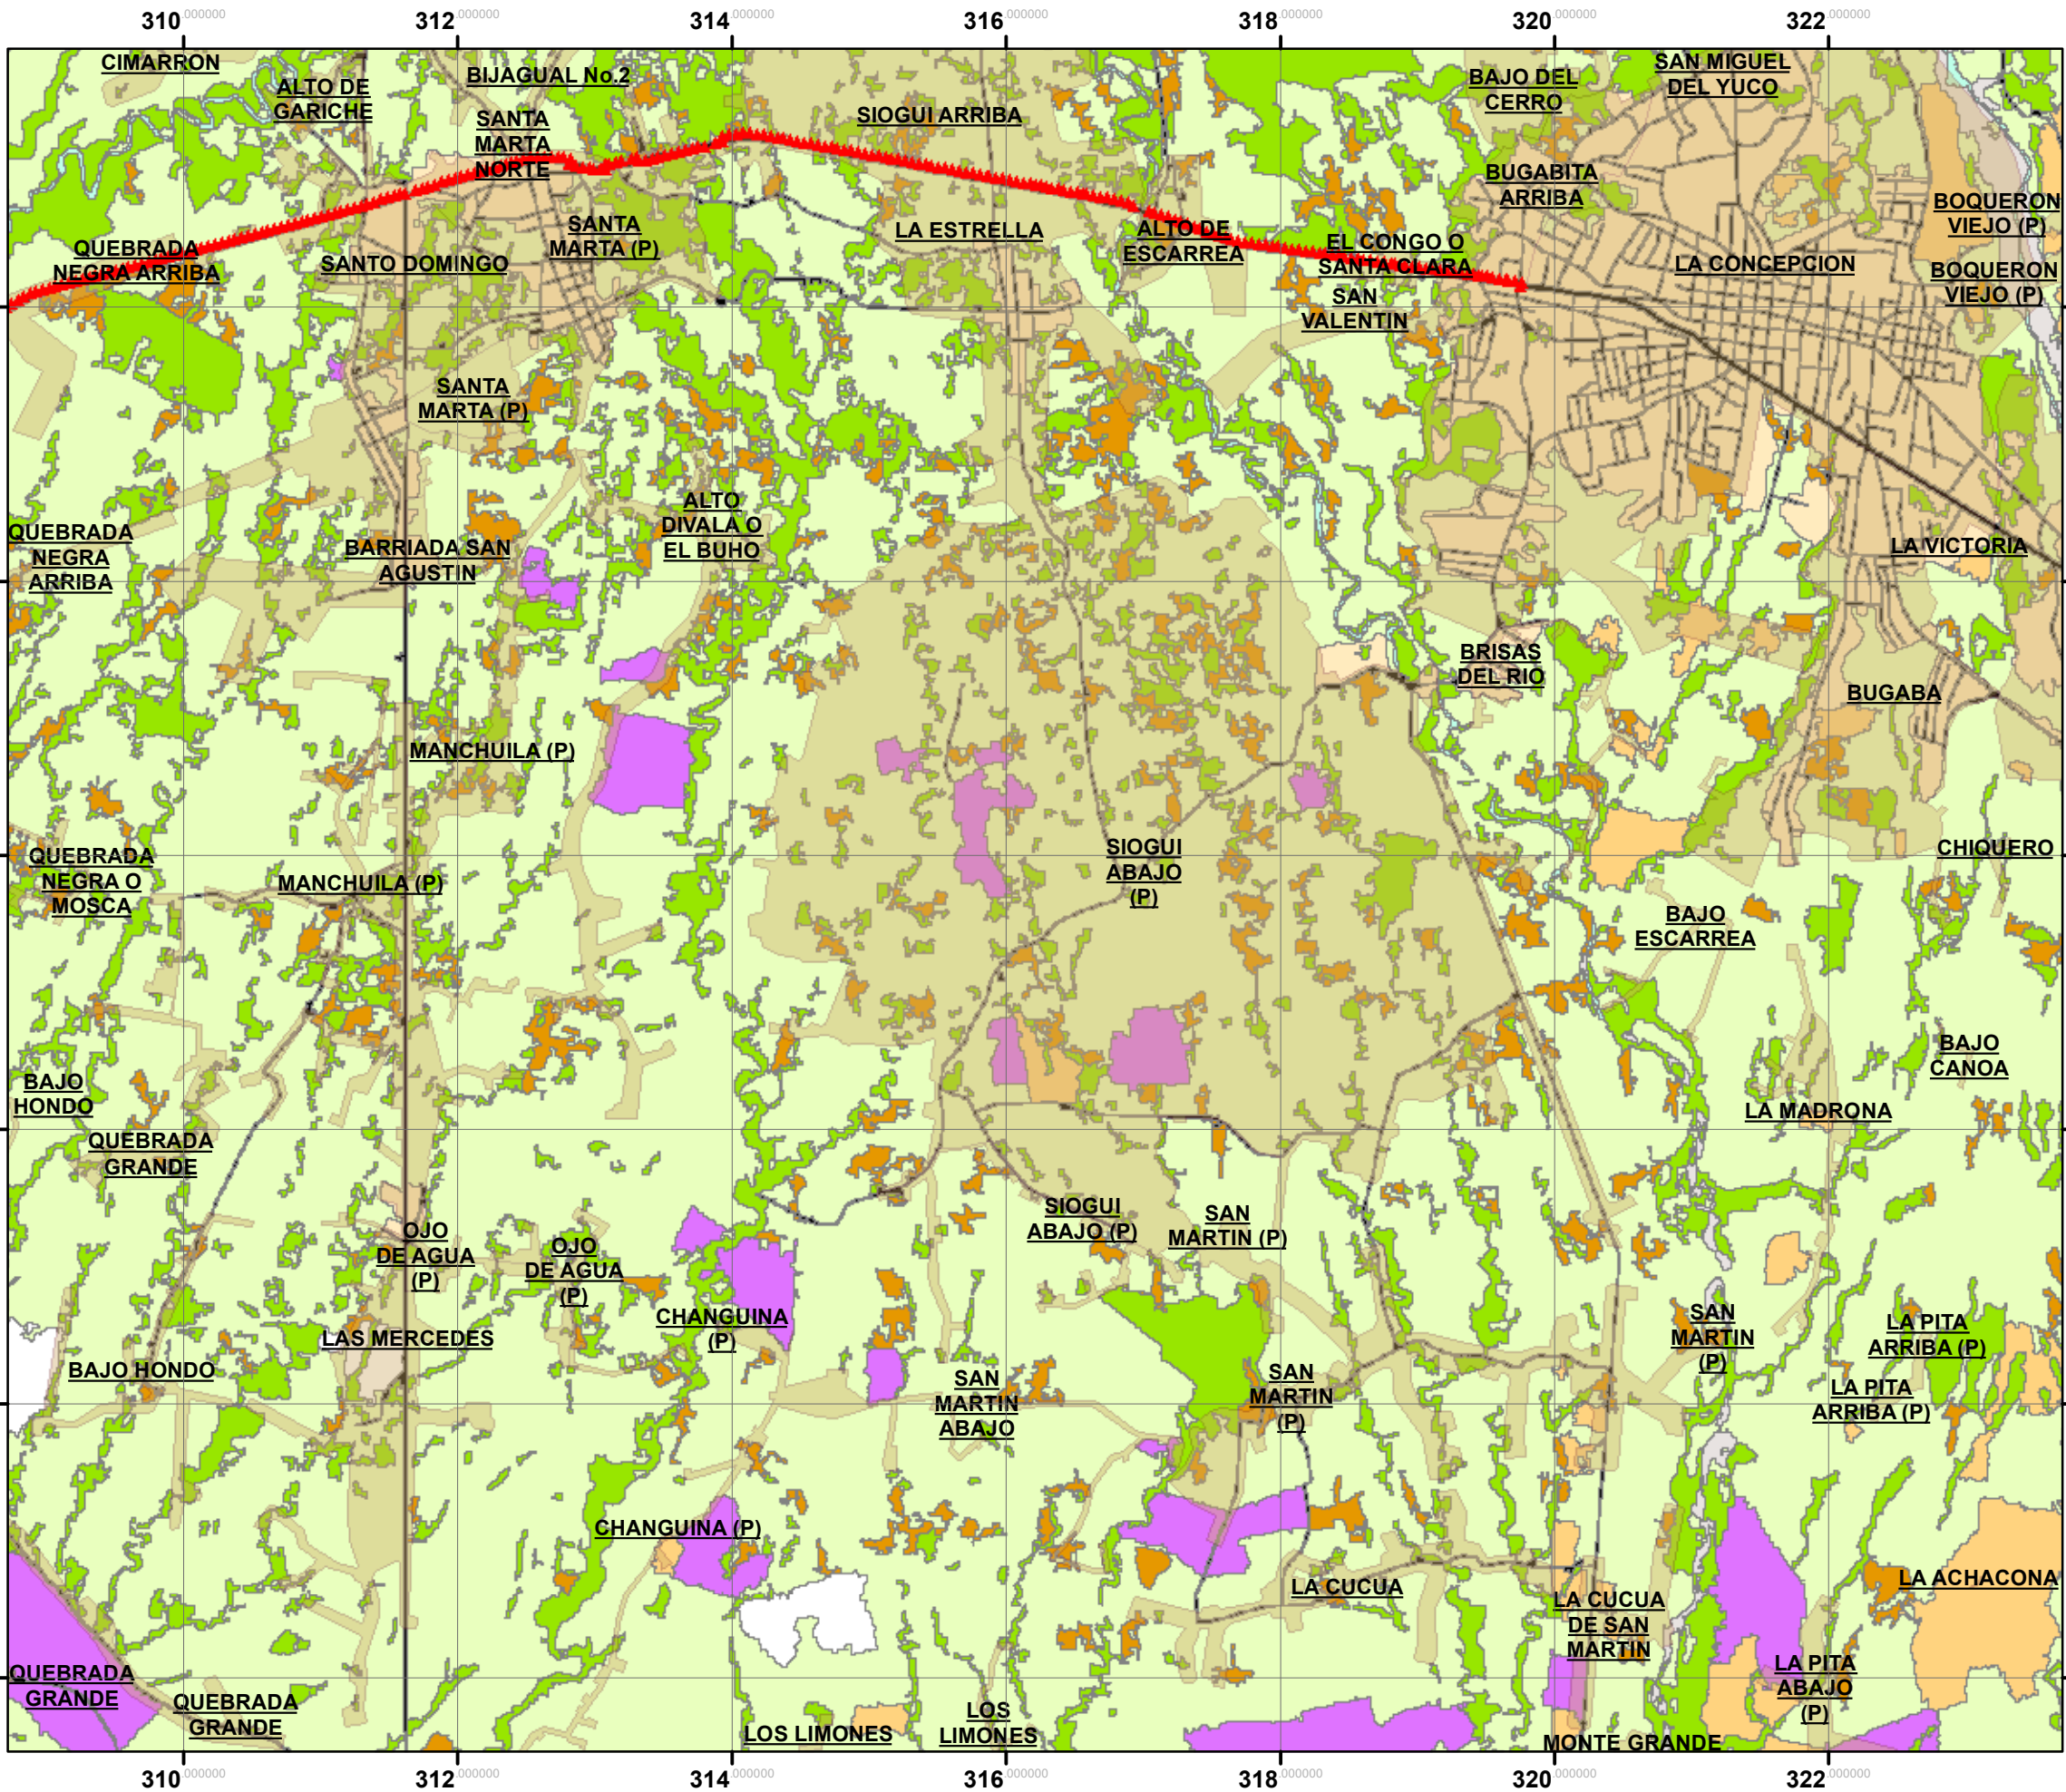 310.000000 312.000000 314.000000 316.000000 318.000000 320.000000 322.000000
CIMARRON
ALTO DE
GARICHE
BIJAGUAL No.2
SANTA
MARTA
NORTE
SIOGUI ARRIBA
BAJO DEL
CERRO
SAN MIGUEL
DEL YUCO
BUGABITA
ARRIBA
BOQUERON
VIEJO (P)
QUEBRADA
NEGRA ARRIBA
SANTO DOMINGO
SANTA
MARTA (P)
LA ESTRELLA
ALTO DE
ESCARREA
EL CONGO O
SANTA CLARA
LA CONCEPCION
BOQUERON
VIEJO (P)
SAN
VALENTIN
SANTA
MARTA (P)
QUEBRADA
NEGRA
ARRIBA
BARRIADA SAN
AGUSTIN
ALTO
DIVALA O
EL BUHO
LA VICTORIA
BRISAS
DEL RIO
BUGABA
MANCHUILA (P)
QUEBRADA
NEGRA O
MOSCA
MANCHUILA (P)
SIOGUI
ABAJO
(P)
CHIQUERO
BAJO
ESCARREA
BAJO
HONDO
BAJO
CANOA
QUEBRADA
GRANDE
LA MADRONA
OJO
DE AGUA
(P)
OJO
DE AGUA
(P)
SIOGUI
ABAJO (P)
SAN
MARTIN (P)
CHANGUINA
(P)
LAS MERCEDES
BAJO HONDO
SAN
MARTIN
ABAJO
SAN
MARTIN
(P)
SAN
MARTIN
(P)
LA PITA
ARRIBA (P)
LA PITA
ARRIBA (P)
CHANGUINA (P)
LA CUCUA
LA CUCUA
DE SAN
MARTIN
LA ACHACONA
QUEBRADA
GRANDE
QUEBRADA
GRANDE
LOS LIMONES
LOS
LIMONES
LA PITA
ABAJO
(P)
MONTE GRANDE
310.000000 312.000000 314.000000 316.000000 318.000000 320.000000 322.000000